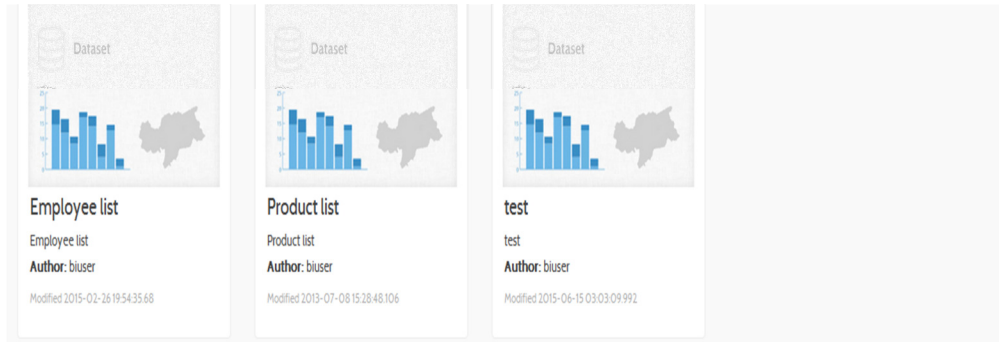 Dataset
Dataset
Dataset
Employee list
Employee list
Author: biuser
Modified 2015-02-26 19:54:35.68
Product list
Product list
Author: biuser
Modified 2013-07-08 15:28:48.106
test
test
Author: biuser
Modified 2015-06-15 03:03:09.992